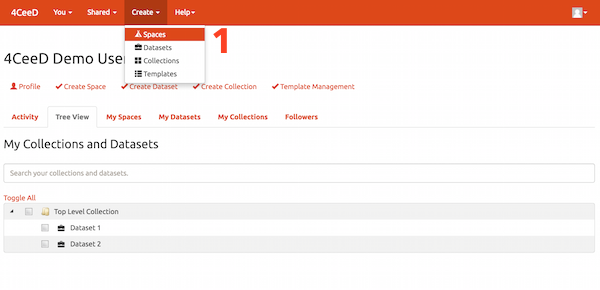 4CeeD You Shared Create Help
Spaces 1
Datasets
Collections
Templates
4CeeD Demo User
Profile Create Space Create Dataset Create Collection Template Management
Activity Tree View My Spaces My Datasets My Collections Followers
My Collections and Datasets
Search your collections and datasets.
Toggle All
Top Level Collection
Dataset 1
Dataset 2